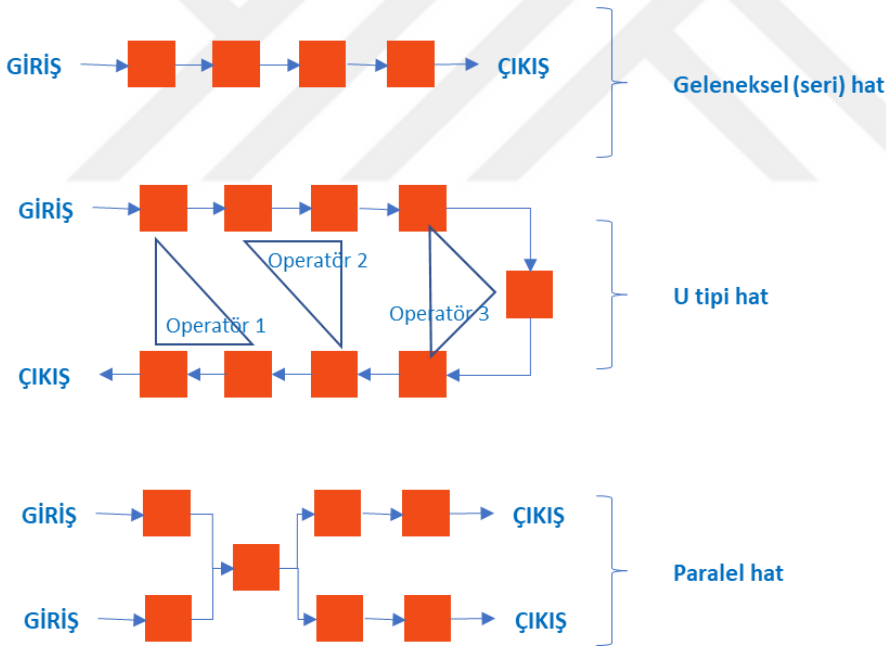 GİRİŞ
ÇIKIŞ
Geleneksel (seri) hat
GİRİŞ
Operatör 2
Operatör 1
Operatör 3
U tipi hat
ÇIKIŞ
GİRİŞ
ÇIKIŞ
Paralel hat
GİRİŞ
ÇIKIŞ